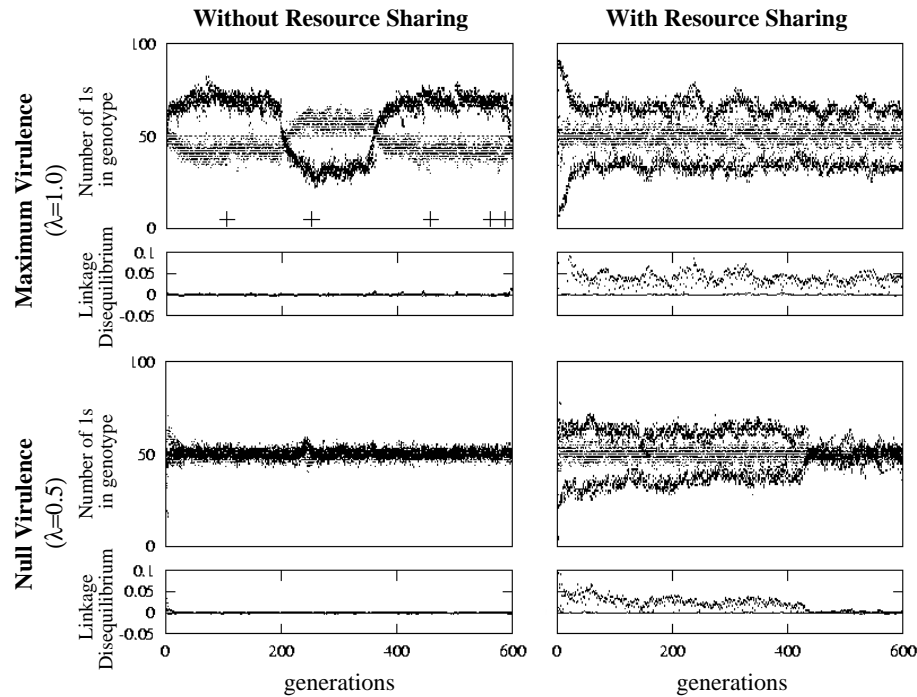 Without Resource Sharing
With Resource Sharing
Maximum Virulence
(λ=1.0)
Number of 1s
in genotype
100
50
0
Linkage
Disequilibrium
0.1
0.05
0
-0.05
Null Virulence
(λ=0.5)
Number of 1s
in genotype
100
50
0
Linkage
Disequilibrium
0.1
0.05
0
-0.05
0 200 400 600
0 200 400 600
generations
generations